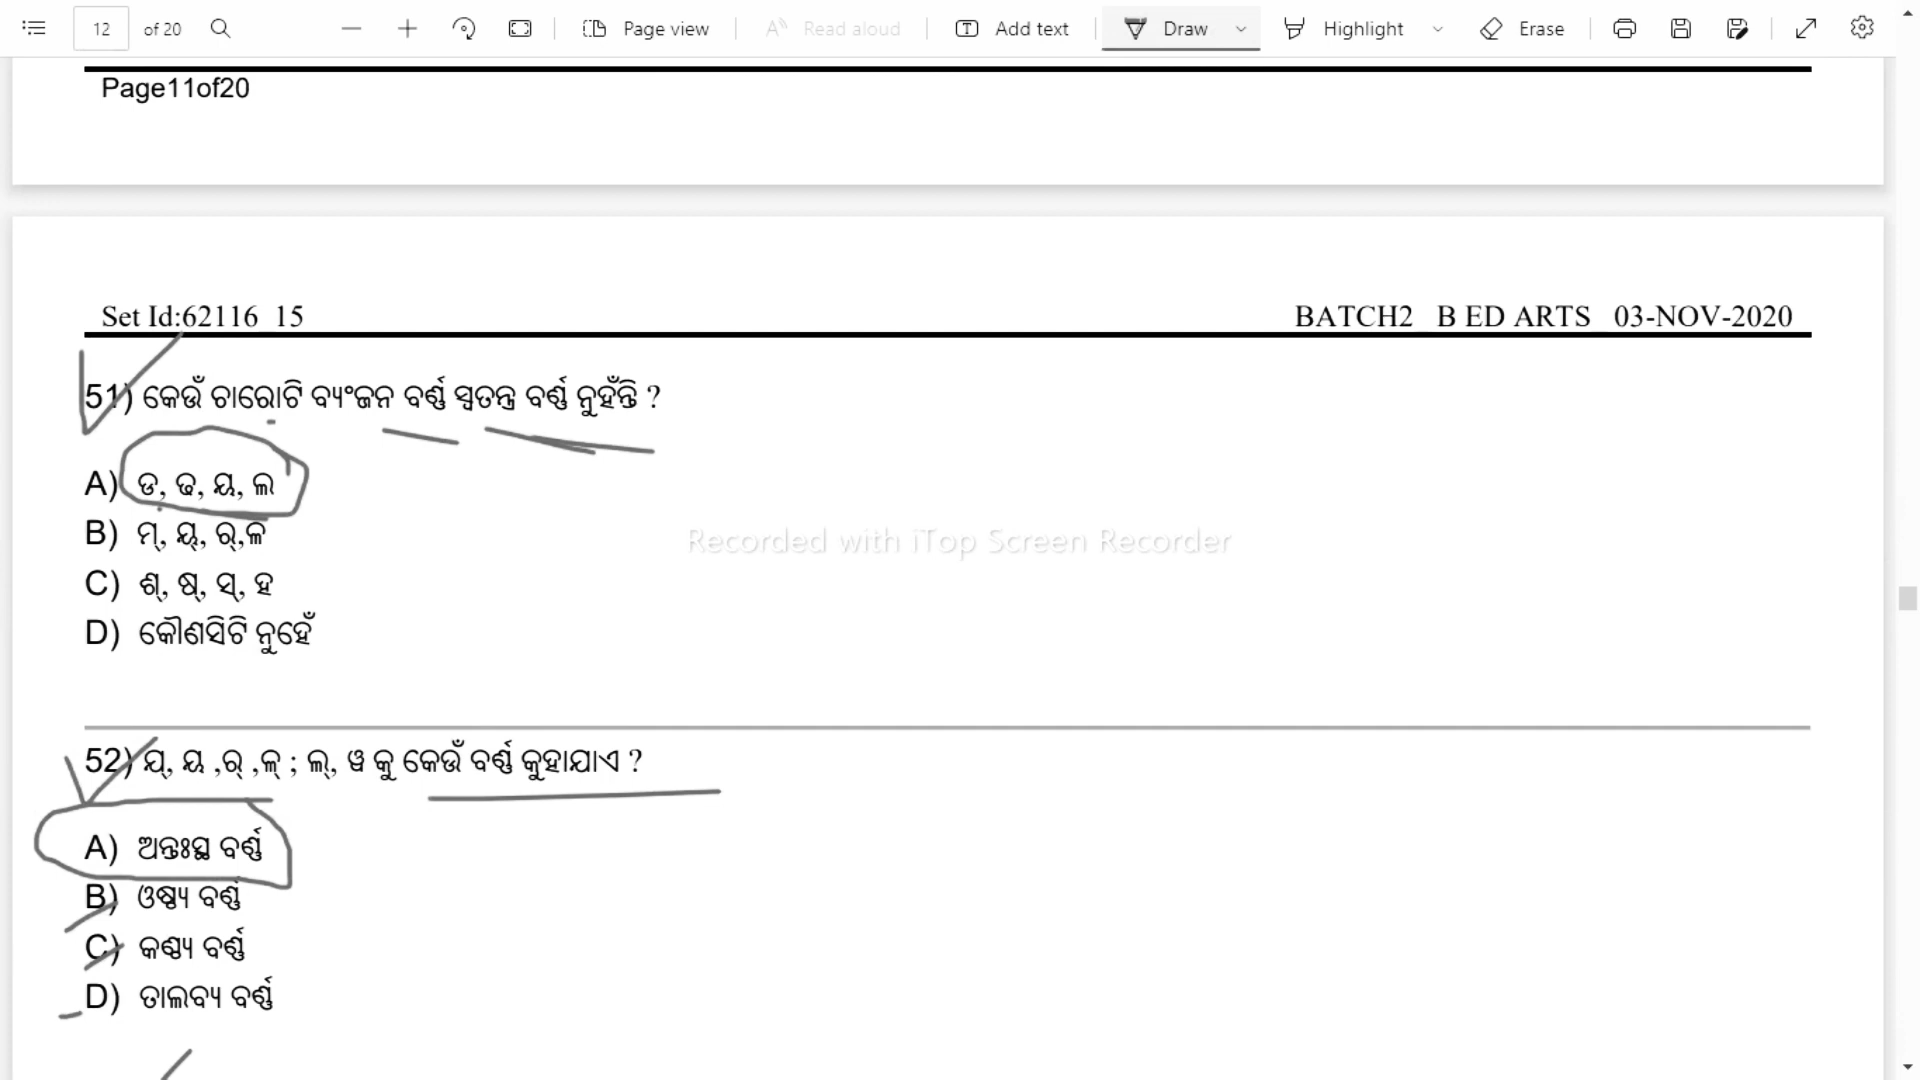 12 of 20 Page view Read aloud Add text Draw Highlight Erase
Page11of20
Set Id:62116 15 BATCH2 B ED ARTS 03-NOV-2020
51) କେଉଁ ଚାରୋଟି ବ୍ୟଂଜନ ବର୍ଣ୍ଣ ସ୍ୱତନ୍ତ୍ର ବର୍ଣ୍ଣ ନୁହଁନ୍ତି ?
A) ଡ, ଢ, ୟ, ଲ
B) ମ୍, ୟ୍, ର୍,ଳ
Recorded with iTop Screen Recorder
C) ଶ୍, ଷ୍, ସ୍, ହ
D) କୌଣସିଟି ନୁହେଁ
52) ଯ୍, ୟ ,ର୍ ,ଳ୍ ; ଲ୍, ୱ କୁ କେଉଁ ବର୍ଣ୍ଣ କୁହାଯାଏ ?
A) ଅନ୍ତଃସ୍ଥ ବର୍ଣ୍ଣ
B) ଓଷ୍ଠ୍ୟ ବର୍ଣ୍ଣ
C) କଣ୍ଠ୍ୟ ବର୍ଣ୍ଣ
D) ତାଲବ୍ୟ ବର୍ଣ୍ଣ